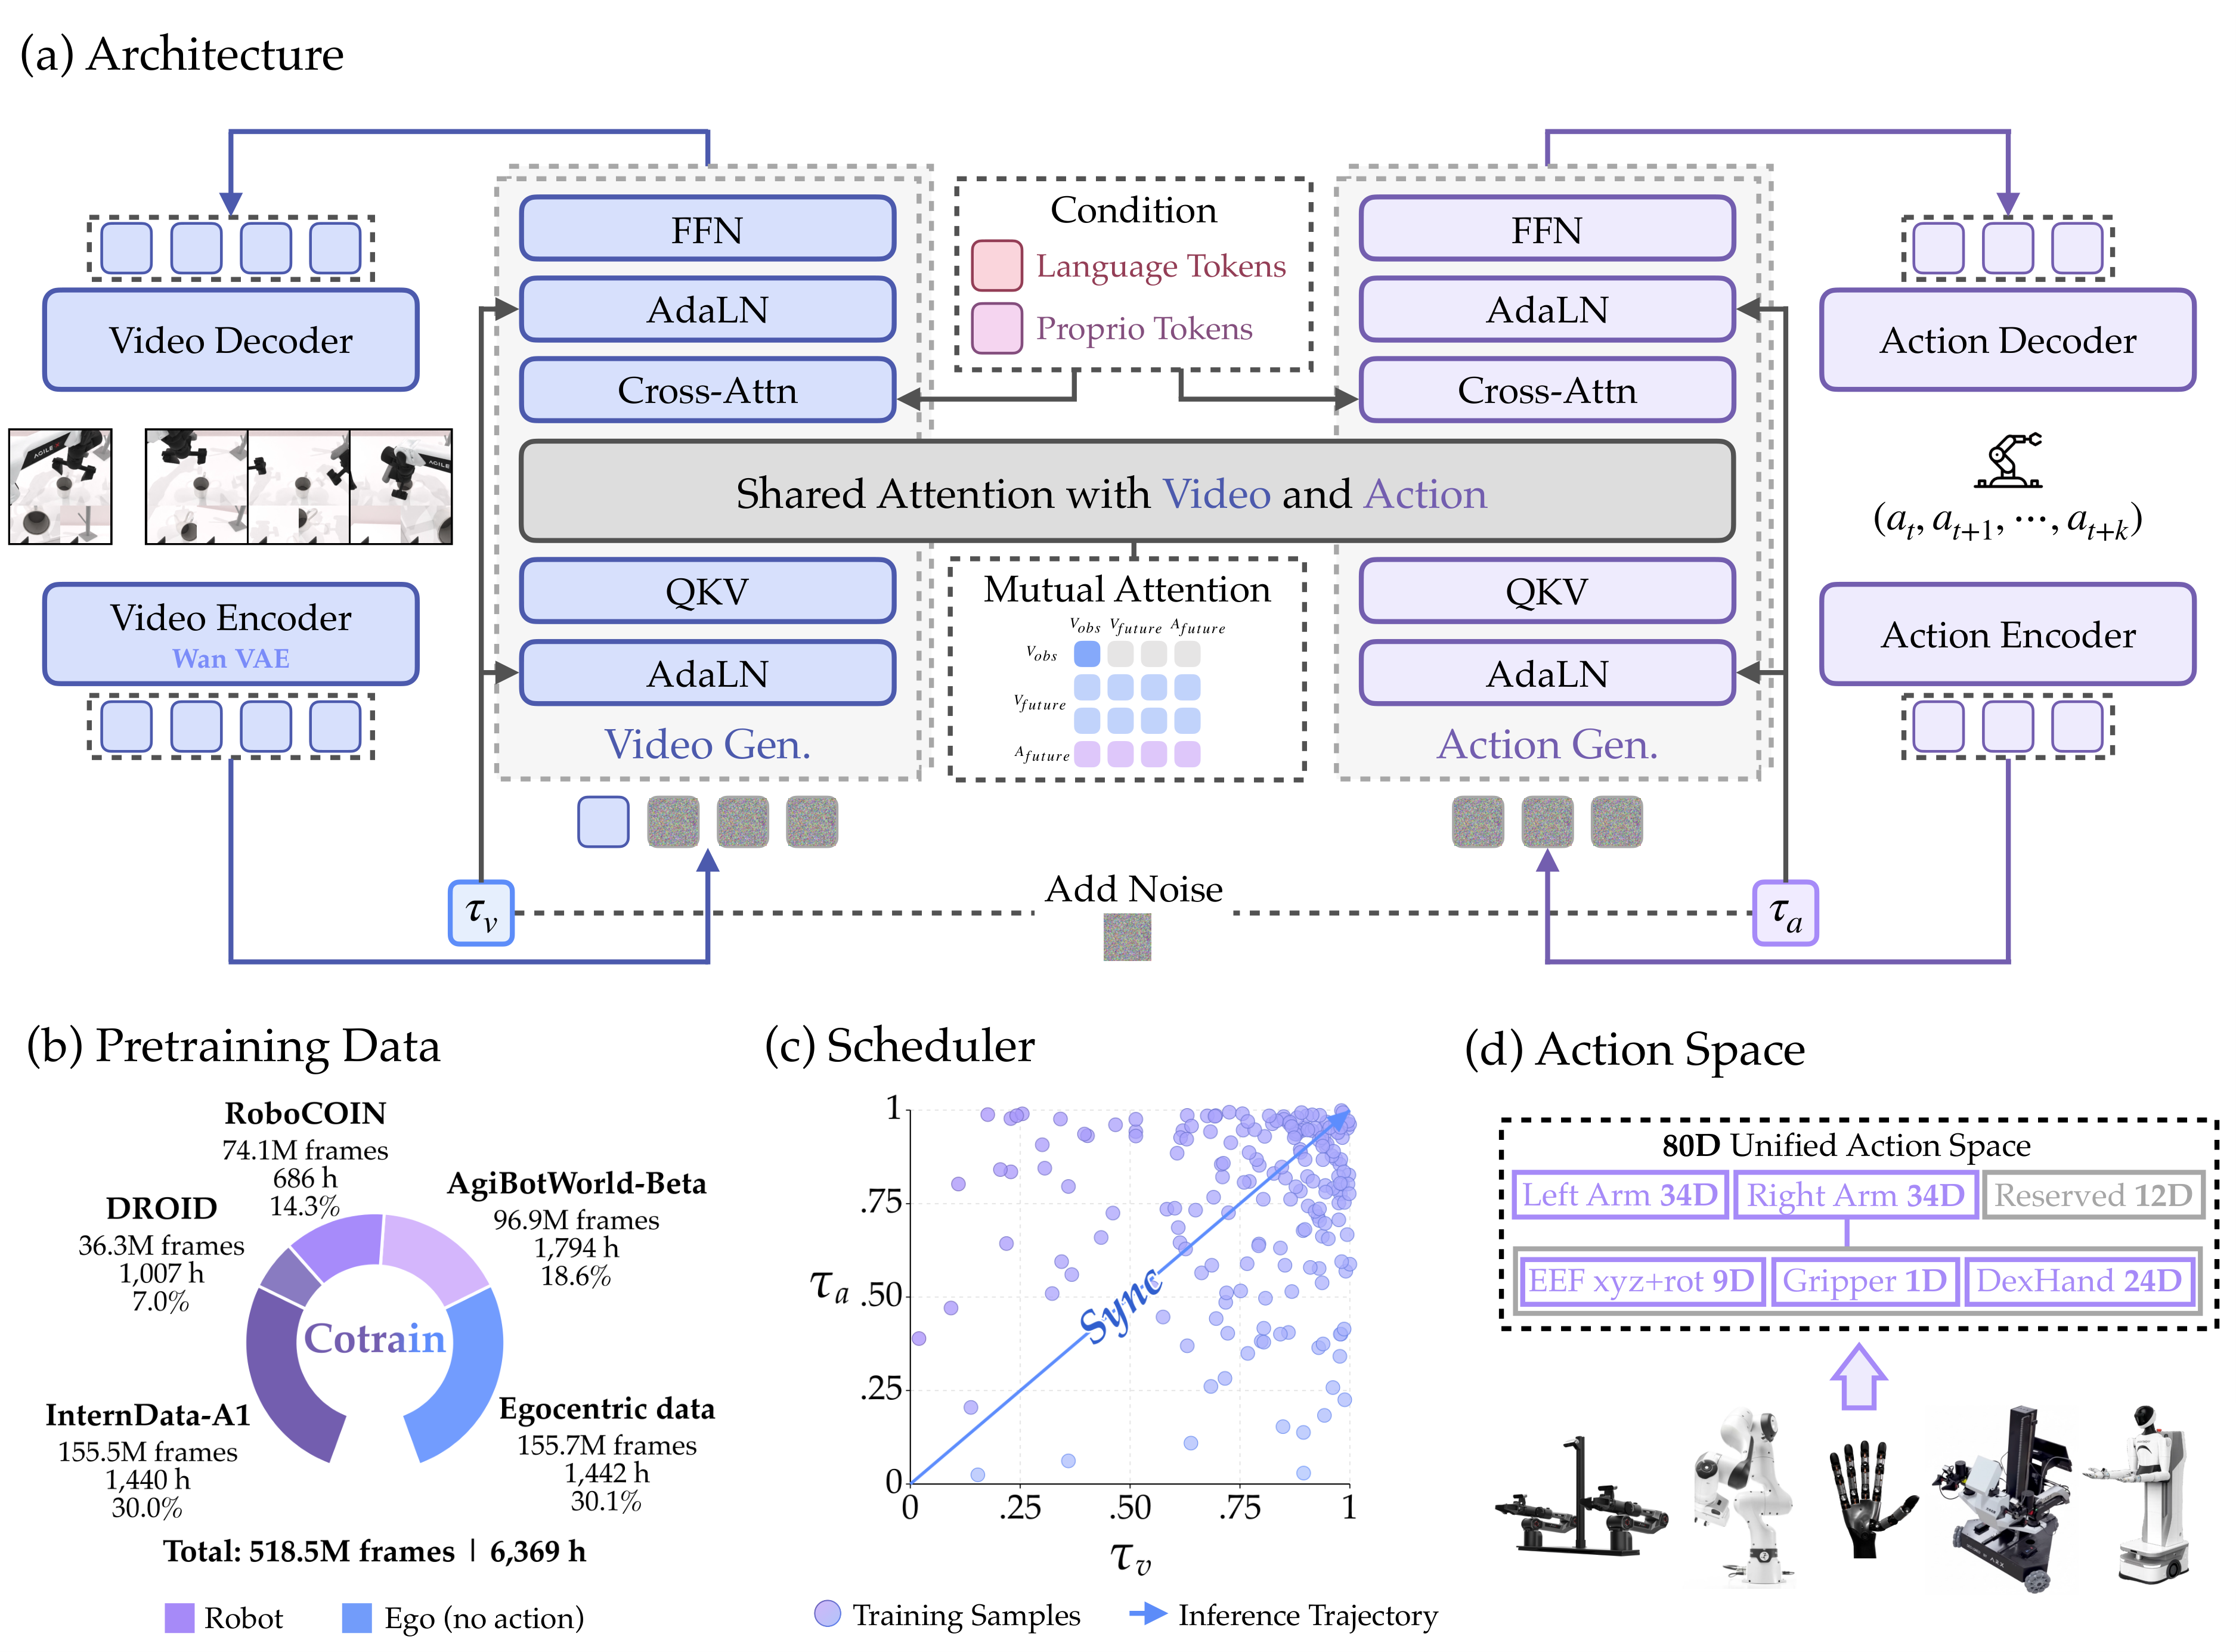 (a) Architecture
FFN
AdaLN
Cross-Attn
Condition
Language Tokens
Proprio Tokens
FFN
AdaLN
Cross-Attn
Video Decoder
Action Decoder
AGILE
AGILE
Shared Attention with Video and Action
(a_t, a_{t+1}, ⋯, a_{t+k})
Video Encoder
Wan VAE
QKV
AdaLN
Video Gen.
Mutual Attention
V_obs V_future A_future
V_obs
V_future
A_future
QKV
AdaLN
Action Gen.
Action Encoder
τ_v
Add Noise
τ_a
(b) Pretraining Data
RoboCOIN
74.1M frames
686 h
14.3%
AgiBotWorld-Beta
96.9M frames
1,794 h
18.6%
DROID
36.3M frames
1,007 h
7.0%
Cotrain
InternData-A1
155.5M frames
1,440 h
30.0%
Egocentric data
155.7M frames
1,442 h
30.1%
Total: 518.5M frames | 6,369 h
Robot
Ego (no action)
(c) Scheduler
1
.75
τ_a .50
.25
0
Sync
0 .25 .50 .75 1
τ_v
Training Samples
Inference Trajectory
(d) Action Space
80D Unified Action Space
Left Arm 34D
Right Arm 34D
Reserved 12D
EEF xyz+rot 9D
Gripper 1D
DexHand 24D